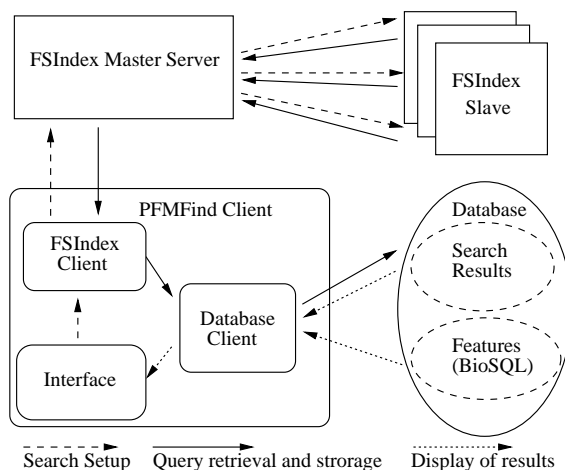 FSIndex Master Server
FSIndex
Slave
PFMFind Client
FSIndex
Client
Database
Client
Interface
Database
Search
Results
Features
(BioSQL)
Search Setup
Query retrieval and strorage
Display of results